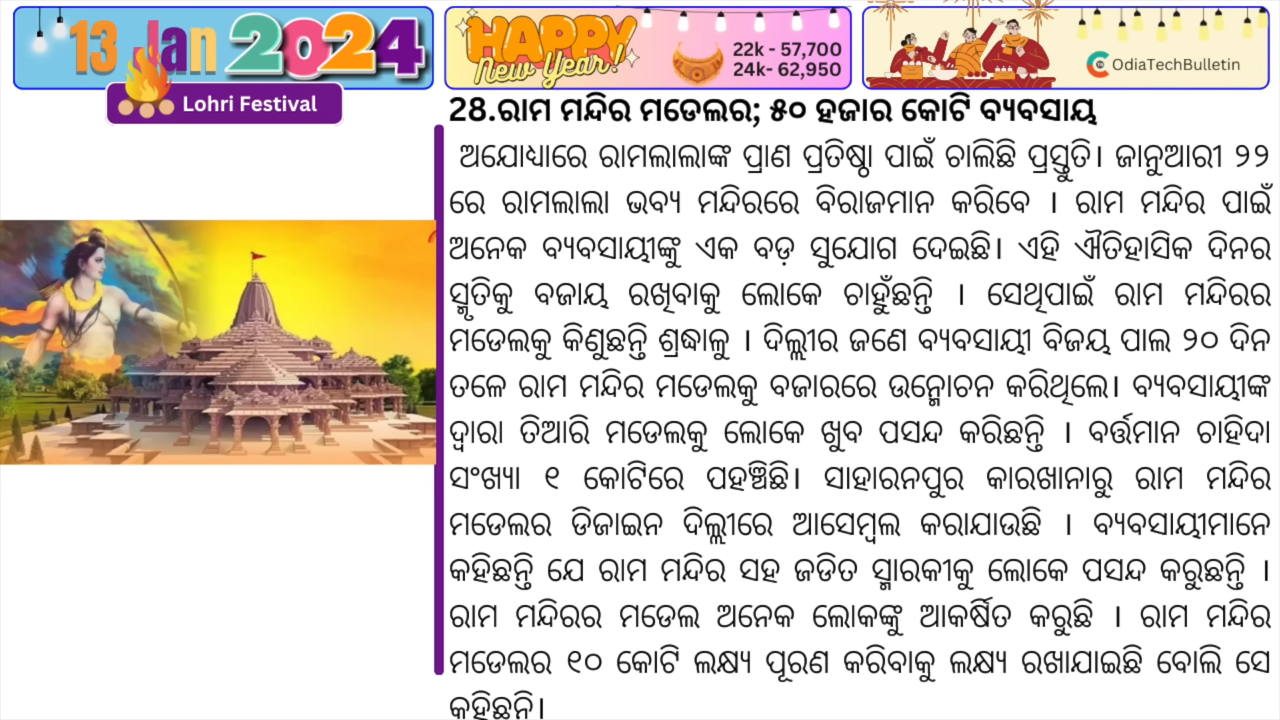 13 Jan 2024
Lohri Festival
HAPPY
New Year!
22k - 57,700
24k- 62,950
OdiaTechBulletin
28.ରାମ ମନ୍ଦିର ମଡେଲର; ୫୦ ହଜାର କୋଟି ବ୍ୟବସାୟ
ଅଯୋଧ୍ୟାରେ ରାମଲାଲାଙ୍କ ପ୍ରାଣ ପ୍ରତିଷ୍ଠା ପାଇଁ ଚାଲିଛି ପ୍ରସ୍ତୁତି। ଜାନୁଆରୀ ୨୨
ରେ ରାମଲାଲା ଭବ୍ୟ ମନ୍ଦିରରେ ବିରାଜମାନ କରିବେ । ରାମ ମନ୍ଦିର ପାଇଁ
ଅନେକ ବ୍ୟବସାୟୀଙ୍କୁ ଏକ ବଡ଼ ସୁଯୋଗ ଦେଇଛି। ଏହି ଐତିହାସିକ ଦିନର
ସ୍ମୃତିକୁ ବଜାୟ ରଖିବାକୁ ଲୋକେ ଚାହୁଁଛନ୍ତି । ସେଥିପାଇଁ ରାମ ମନ୍ଦିରର
ମଡେଲକୁ କିଣୁଛନ୍ତି ଶ୍ରଦ୍ଧାଳୁ । ଦିଲ୍ଲୀର ଜଣେ ବ୍ୟବସାୟୀ ବିଜୟ ପାଲ ୨୦ ଦିନ
ତଳେ ରାମ ମନ୍ଦିର ମଡେଲକୁ ବଜାରରେ ଉନ୍ମୋଚନ କରିଥିଲେ। ବ୍ୟବସାୟୀଙ୍କ
ଦ୍ୱାରା ତିଆରି ମଡେଲକୁ ଲୋକେ ଖୁବ ପସନ୍ଦ କରିଛନ୍ତି । ବର୍ତ୍ତମାନ ଚାହିଦା
ସଂଖ୍ୟା ୧ କୋଟିରେ ପହଞ୍ଚିଛି। ସାହାରନପୁର କାରଖାନାରୁ ରାମ ମନ୍ଦିର
ମଡେଲର ଡିଜାଇନ ଦିଲ୍ଲୀରେ ଆସେମ୍ବଲ କରାଯାଉଛି । ବ୍ୟବସାୟୀମାନେ
କହିଛନ୍ତି ଯେ ରାମ ମନ୍ଦିର ସହ ଜଡିତ ସ୍ମାରକୀକୁ ଲୋକେ ପସନ୍ଦ କରୁଛନ୍ତି ।
ରାମ ମନ୍ଦିରର ମଡେଲ ଅନେକ ଲୋକଙ୍କୁ ଆକର୍ଷିତ କରୁଛି । ରାମ ମନ୍ଦିର
ମଡେଲର ୧୦ କୋଟି ଲକ୍ଷ୍ୟ ପୂରଣ କରିବାକୁ ଲକ୍ଷ୍ୟ ରଖାଯାଇଛି ବୋଲି ସେ
କହିଛନି।